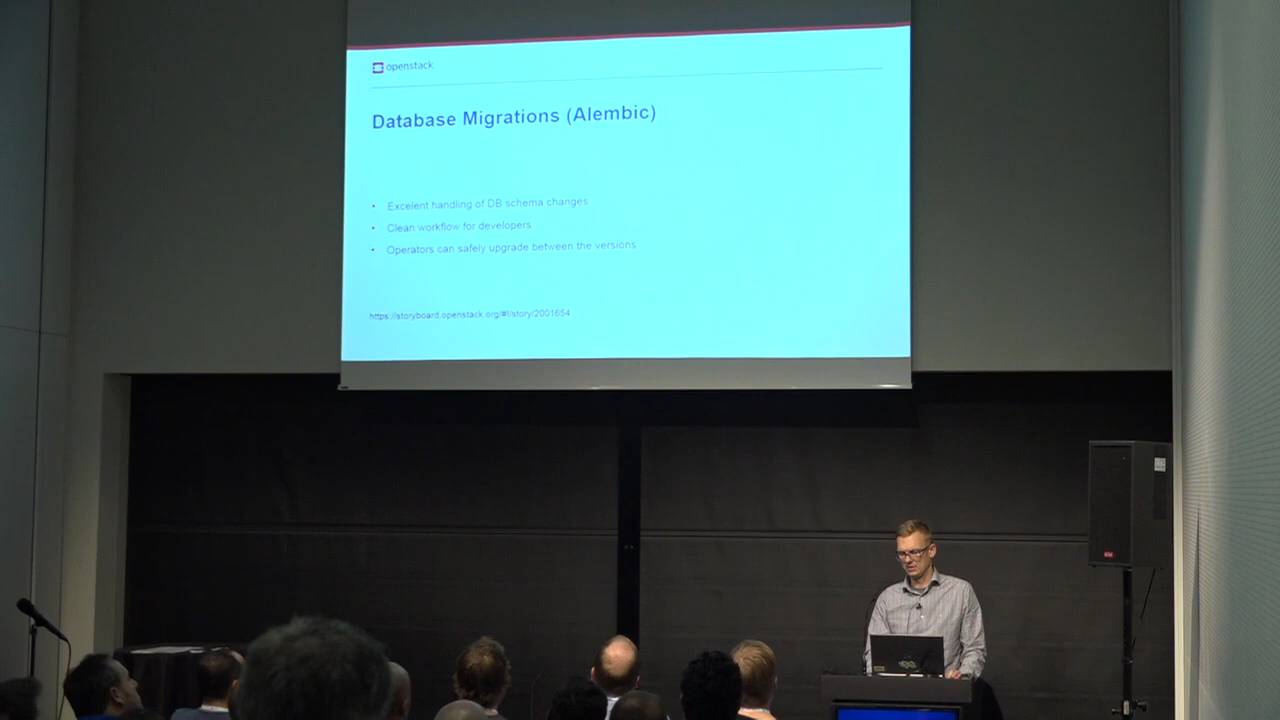 openstack
Database Migrations (Alembic)
• Excelent handling of DB schema changes
• Clean workflow for developers
• Operators can safely upgrade between the versions
https://storyboard.openstack.org/#!/story/2001654